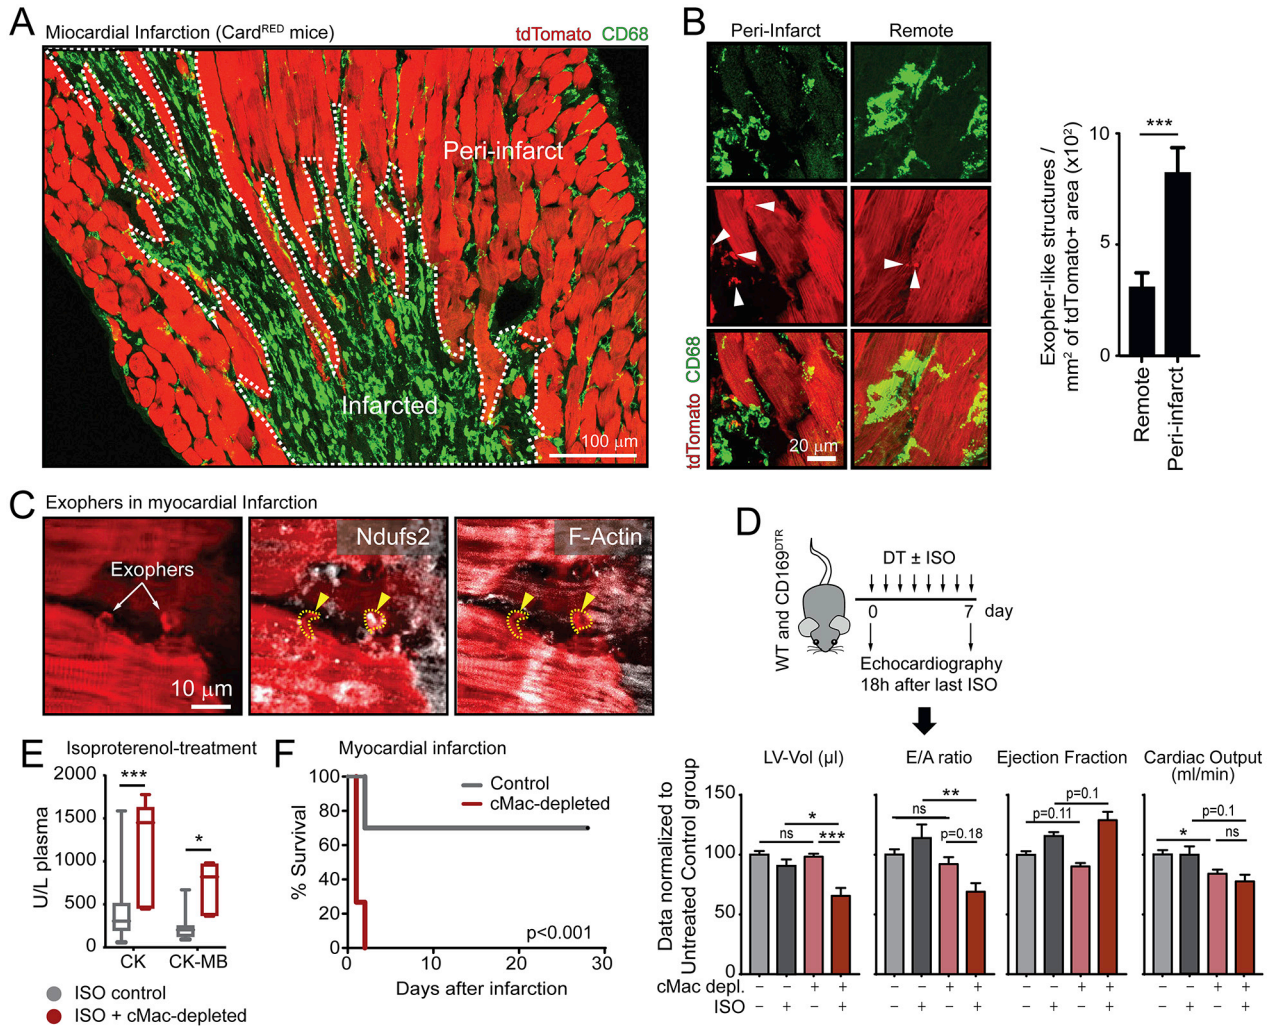 A
Miocardial Infarction (CardRED mice)
tdTomato CD68
Peri-infarct
Infarcted
100 µm
B
Peri-Infarct
Remote
tdTomato CD68
20 µm
Exopher-like structures /
mm² of tdTomato+ area (x10²)
10
5
0
***
Remote
Peri-infarct
C
Exophers in myocardial Infarction
Exophers
10 µm
Ndufs2
F-Actin
D
WT and CD169DTR
DT ± ISO
0
7
day
Echocardiography
18h after last ISO
E
Isoproterenol-treatment
U/L plasma
2000
1500
1000
500
0
***
*
CK
CK-MB
ISO control
ISO + cMac-depleted
F
Myocardial infarction
% Survival
100
80
60
40
20
0
Control
cMac-depleted
p<0.001
0
10
20
30
Days after infarction
Data normalized to
Untreated Control group
150
100
50
0
LV-Vol (µl)
*
ns
***
E/A ratio
**
ns
p=0.18
Ejection Fraction
p=0.1
p=0.11
Cardiac Output
(ml/min)
p=0.1
*
ns
cMac depl. – – + + – – + + – – + + – – + +
ISO – + – + – + – + – + – + – + – +